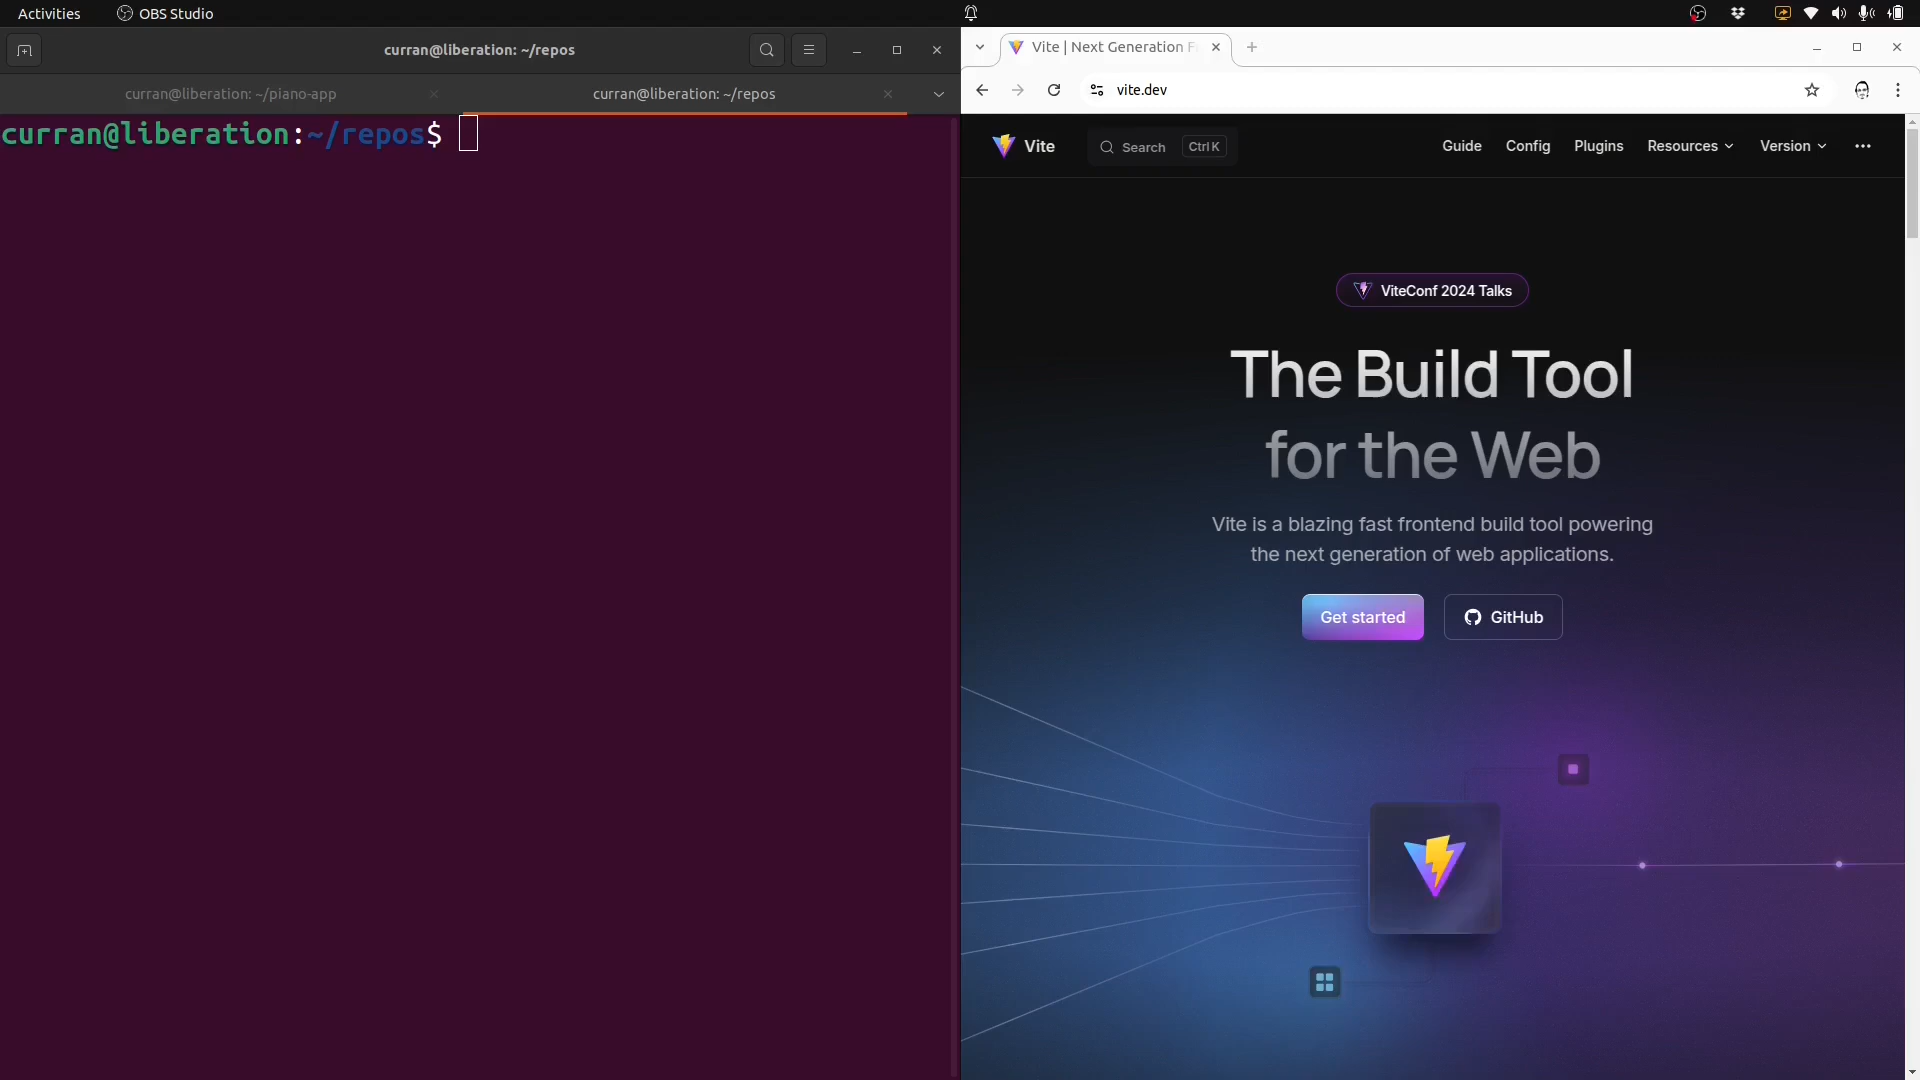 Activities
OBS Studio
curran@liberation: ~/repos
curran@liberation: ~/piano-app
curran@liberation: ~/repos
curran@liberation:~/repos$
Vite | Next Generation F
vite.dev
Vite
Search
Ctrl K
Guide
Config
Plugins
Resources
Version
ViteConf 2024 Talks
The Build Tool
for the Web
Vite is a blazing fast frontend build tool powering
the next generation of web applications.
Get started
GitHub